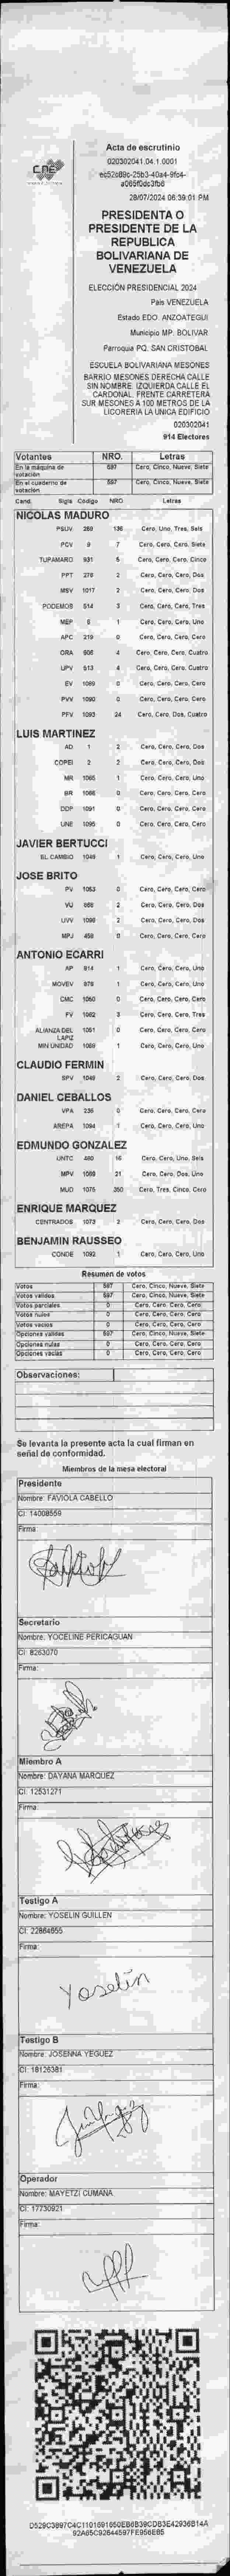 CNE
Acta de escrutinio
020302041.04.1.0001
28/07/2024 06:39:01 PM
PRESIDENTA O
PRESIDENTE DE LA
REPUBLICA
BOLIVARIANA DE
VENEZUELA
ELECCIÓN PRESIDENCIAL 2024
País VENEZUELA
Estado EDO. ANZOATEGUI
Municipio MP. BOLIVAR
Parroquia PQ. SAN CRISTOBAL
ESCUELA BOLIVARIANA MESONES
BARRIO MESONES DERECHA CALLE
SIN NOMBRE. IZQUIERDA CALLE EL
CARDONAL. FRENTE CARRETERA
SUR MESONES A 100 METROS DE LA
LICORERIA LA UNICA EDIFICIO
020302041
914 Electores
Votantes NRO. Letras
En la máquina de votación 597 Cero, Cinco, Nueve, Siete
En el cuaderno de votación 597 Cero, Cinco, Nueve, Siete
Cand. Sigla Código NRO Letras
NICOLAS MADURO
PSUV 250 136 Cero, Uno, Tres, Seis
PCV 9 7 Cero, Cero, Cero, Siete
TUPAMARO 931 5 Cero, Cero, Cero, Cinco
PPT 270 2 Cero, Cero, Cero, Dos
MSV 1017 2 Cero, Cero, Cero, Dos
PODEMOS 514 3 Cero, Cero, Cero, Tres
MEP 6 1 Cero, Cero, Cero, Uno
APC 219 0 Cero, Cero, Cero, Cero
ORA 906 4 Cero, Cero, Cero, Cuatro
UPV 613 4 Cero, Cero, Cero, Cuatro
EV 1089 0 Cero, Cero, Cero, Cero
PVV 1090 0 Cero, Cero, Cero, Cero
PFV 1093 24 Cero, Cero, Dos, Cuatro
LUIS MARTINEZ
AD 1 2 Cero, Cero, Cero, Dos
COPEI 2 2 Cero, Cero, Cero, Dos
MR 1065 1 Cero, Cero, Cero, Uno
BR 1066 0 Cero, Cero, Cero, Cero
DDP 1091 0 Cero, Cero, Cero, Cero
UNE 1095 0 Cero, Cero, Cero, Cero
JAVIER BERTUCCI
EL CAMBIO 1049 1 Cero, Cero, Cero, Uno
JOSE BRITO
PV 1053 0 Cero, Cero, Cero, Cero
VU 868 2 Cero, Cero, Cero, Dos
UVV 1098 2 Cero, Cero, Cero, Dos
MPJ 459 0 Cero, Cero, Cero, Cero
ANTONIO ECARRI
AP 914 1 Cero, Cero, Cero, Uno
MOVEV 976 1 Cero, Cero, Cero, Uno
CMC 1050 0 Cero, Cero, Cero, Cero
FV 1062 3 Cero, Cero, Cero, Tres
ALIANZA DEL LAPIZ 1051 0 Cero, Cero, Cero, Cero
MIN UNIDAD 1069 1 Cero, Cero, Cero, Uno
CLAUDIO FERMIN
SPV 1048 2 Cero, Cero, Cero, Dos
DANIEL CEBALLOS
VPA 235 0 Cero, Cero, Cero, Cero
AREPA 1094 1 Cero, Cero, Cero, Uno
EDMUNDO GONZALEZ
UNTC 460 16 Cero, Cero, Uno, Seis
MPV 1069 21 Cero, Cero, Dos, Uno
MUD 1075 350 Cero, Tres, Cinco, Cero
ENRIQUE MARQUEZ
CENTRADOS 1073 2 Cero, Cero, Cero, Dos
BENJAMIN RAUSSEO
CONDE 1092 1 Cero, Cero, Cero, Uno
Resumen de votos
Votos 597 Cero, Cinco, Nueve, Siete
Votos validos 597 Cero, Cinco, Nueve, Siete
Votos parciales 0 Cero, Cero, Cero, Cero
Votos nulos 0 Cero, Cero, Cero, Cero
Votos vacios 0 Cero, Cero, Cero, Cero
Opciones validas 597 Cero, Cinco, Nueve, Siete
Opciones nulas 0 Cero, Cero, Cero, Cero
Opciones vacias 0 Cero, Cero, Cero, Cero
Observaciones:
Se levanta la presente acta la cual firman en
señal de conformidad.
Miembros de la mesa electoral
Presidente
Nombre: FAVIOLA CABELLO
CI: 14008559
Firma:
Secretario
Nombre: YOCELINE PERICAGUAN
CI: 8263070
Firma:
Miembro A
Nombre: DAYANA MARQUEZ
CI: 12531271
Firma:
Testigo A
Nombre: YOSELIN GUILLEN
CI: 22864655
Firma:
Yoselin
Testigo B
Nombre: JOSENNA YEGUEZ
CI: 18126381
Firma:
Operador
Nombre: MAYETZI CUMANA
CI: 17730921
Firma: